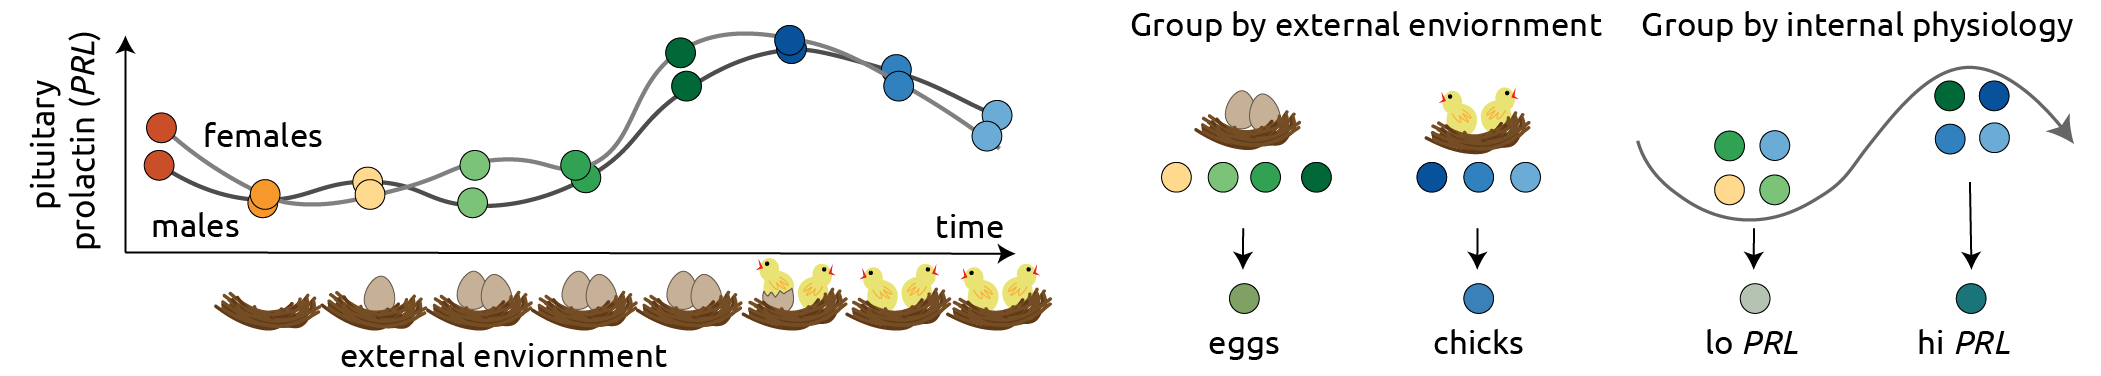 pituitary
prolactin (PRL)
females
males
time
external enviornment
Group by external enviornment
eggs
chicks
Group by internal physiology
lo PRL
hi PRL